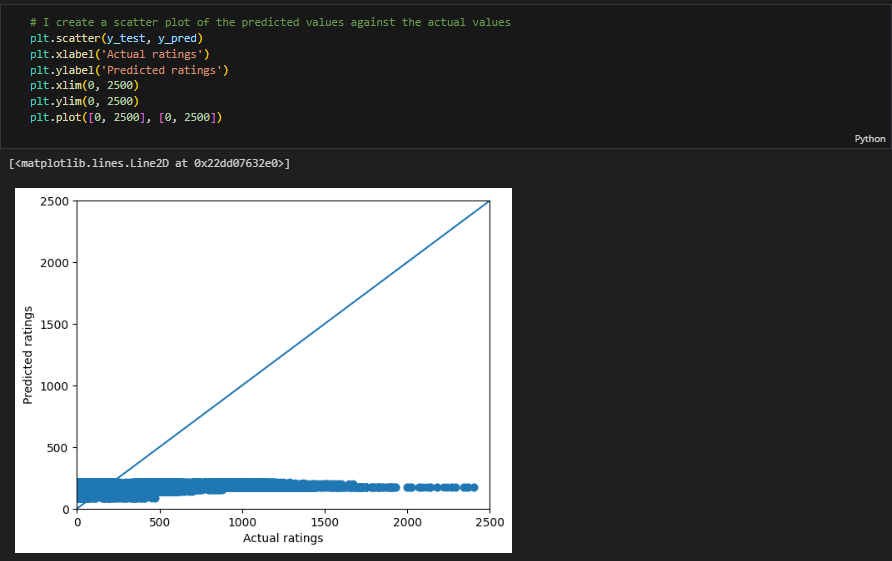 # I create a scatter plot of the predicted values against the actual values
plt.scatter(y_test, y_pred)
plt.xlabel('Actual ratings')
plt.ylabel('Predicted ratings')
plt.xlim(0, 2500)
plt.ylim(0, 2500)
plt.plot([0, 2500], [0, 2500])
Python
[<matplotlib.lines.Line2D at 0x22dd07632e0>]
2500
2000
1500
1000
500
0
Predicted ratings
0 500 1000 1500 2000 2500
Actual ratings